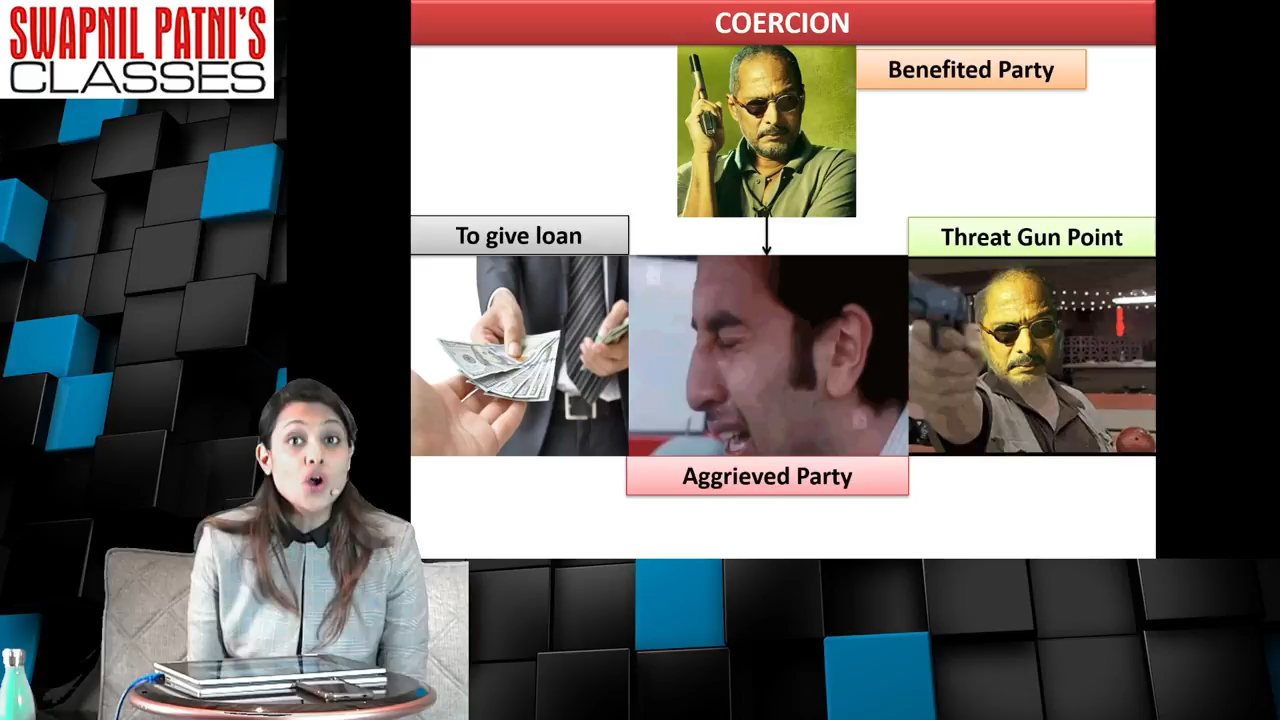 SWAPNIL PATNI'S
CLASSES
COERCION
Benefited Party
To give loan
Threat Gun Point
Aggrieved Party